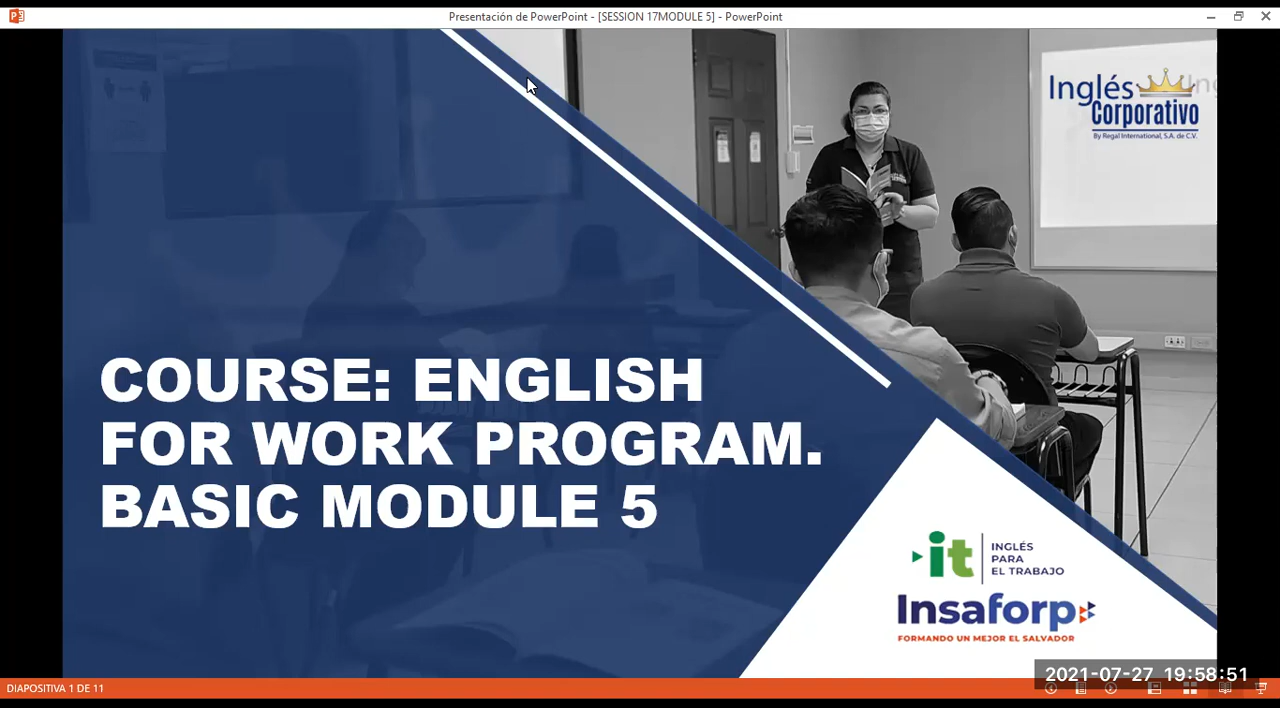 Presentación de PowerPoint - [SESSION 17MODULE 5] - PowerPoint
Inglés
Corporativo
By Regal International, S.A. de C.V.
COURSE: ENGLISH
FOR WORK PROGRAM.
BASIC MODULE 5
it
INGLÉS
PARA
EL TRABAJO
Insaforp
FORMANDO UN MEJOR EL SALVADOR
2021-07-27 19:58:51
DIAPOSITIVA 1 DE 11